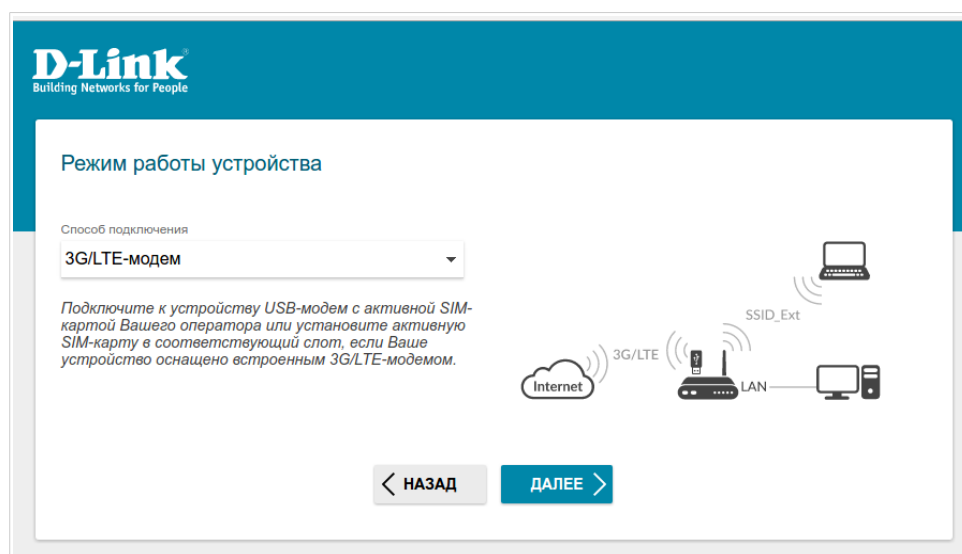 D-Link
Building Networks for People
Режим работы устройства
Способ подключения
3G/LTE-модем
Подключите к устройству USB-модем с активной SIM-
картой Вашего оператора или установите активную
SIM-карту в соответствующий слот, если Ваше
устройство оснащено встроенным 3G/LTE-модемом.
SSID_Ext
3G/LTE
Internet
LAN
НАЗАД
ДАЛЕЕ